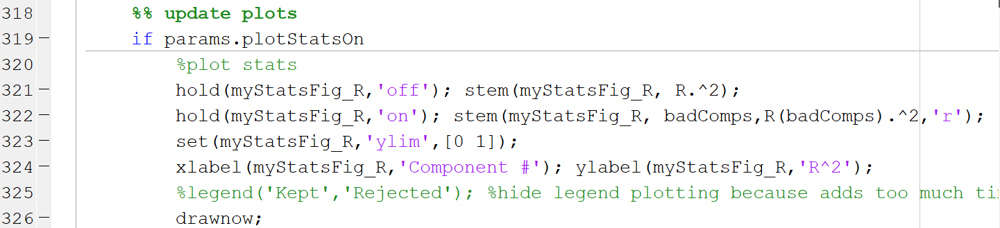 318 %% update plots
319 if params.plotStatsOn
320 %plot stats
321 hold(myStatsFig_R,'off'); stem(myStatsFig_R, R.^2);
322 hold(myStatsFig_R,'on'); stem(myStatsFig_R, badComps,R(badComps).^2,'r');
323 set(myStatsFig_R,'ylim',[0 1]);
324 xlabel(myStatsFig_R,'Component #'); ylabel(myStatsFig_R,'R^2');
325 %legend('Kept','Rejected'); %hide legend plotting because adds too much
326 drawnow;